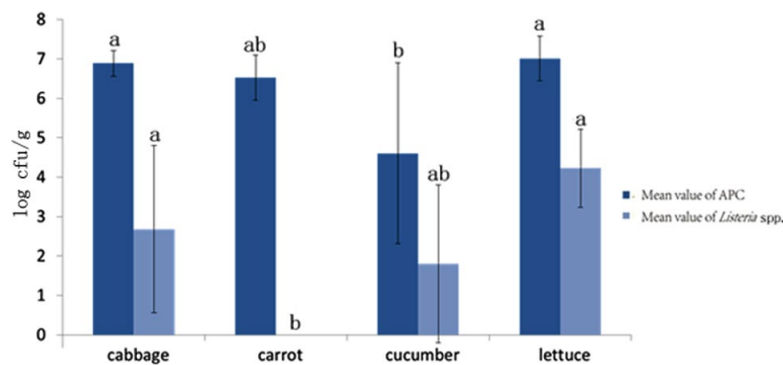 8
7
6
5
4
3
2
1
0
log cfu/g
a
a
ab
b
b
ab
a
a
cabbage
carrot
cucumber
lettuce
Mean value of APC
Mean value of Listeria spp.